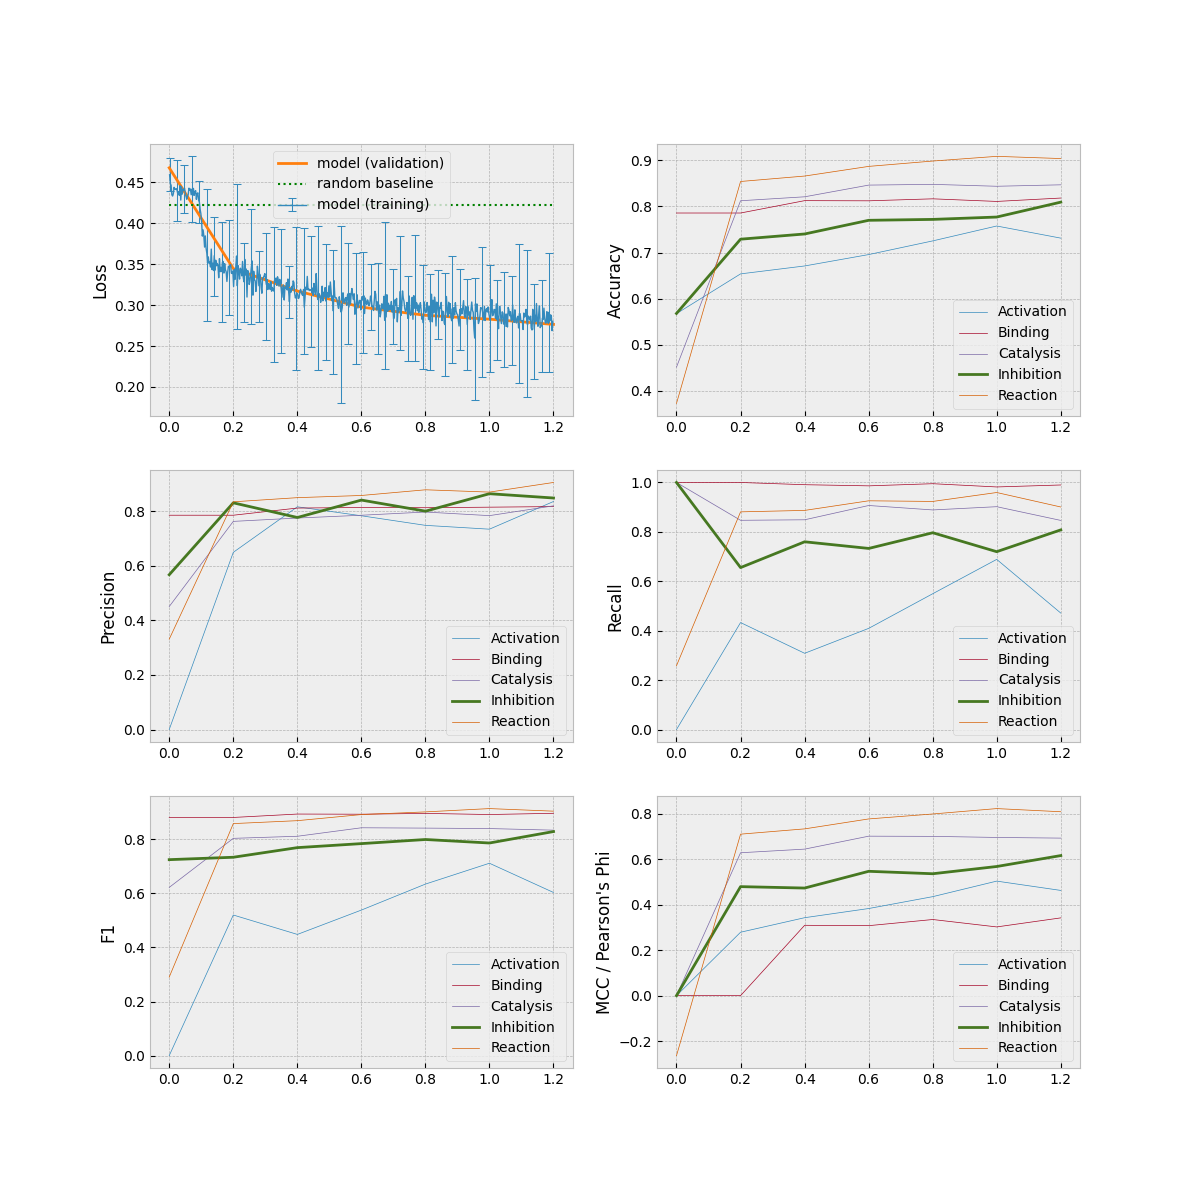 Loss
0.45
0.40
0.35
0.30
0.25
0.20
model (validation)
random baseline
model (training)
0.0 0.2 0.4 0.6 0.8 1.0 1.2
Accuracy
0.9
0.8
0.7
0.6
0.5
0.4
Activation
Binding
Catalysis
Inhibition
Reaction
0.0 0.2 0.4 0.6 0.8 1.0 1.2
Precision
0.8
0.6
0.4
0.2
0.0
Activation
Binding
Catalysis
Inhibition
Reaction
0.0 0.2 0.4 0.6 0.8 1.0 1.2
Recall
1.0
0.8
0.6
0.4
0.2
0.0
Activation
Binding
Catalysis
Inhibition
Reaction
0.0 0.2 0.4 0.6 0.8 1.0 1.2
F1
0.8
0.6
0.4
0.2
0.0
Activation
Binding
Catalysis
Inhibition
Reaction
0.0 0.2 0.4 0.6 0.8 1.0 1.2
MCC / Pearson's Phi
0.8
0.6
0.4
0.2
0.0
−0.2
Activation
Binding
Catalysis
Inhibition
Reaction
0.0 0.2 0.4 0.6 0.8 1.0 1.2